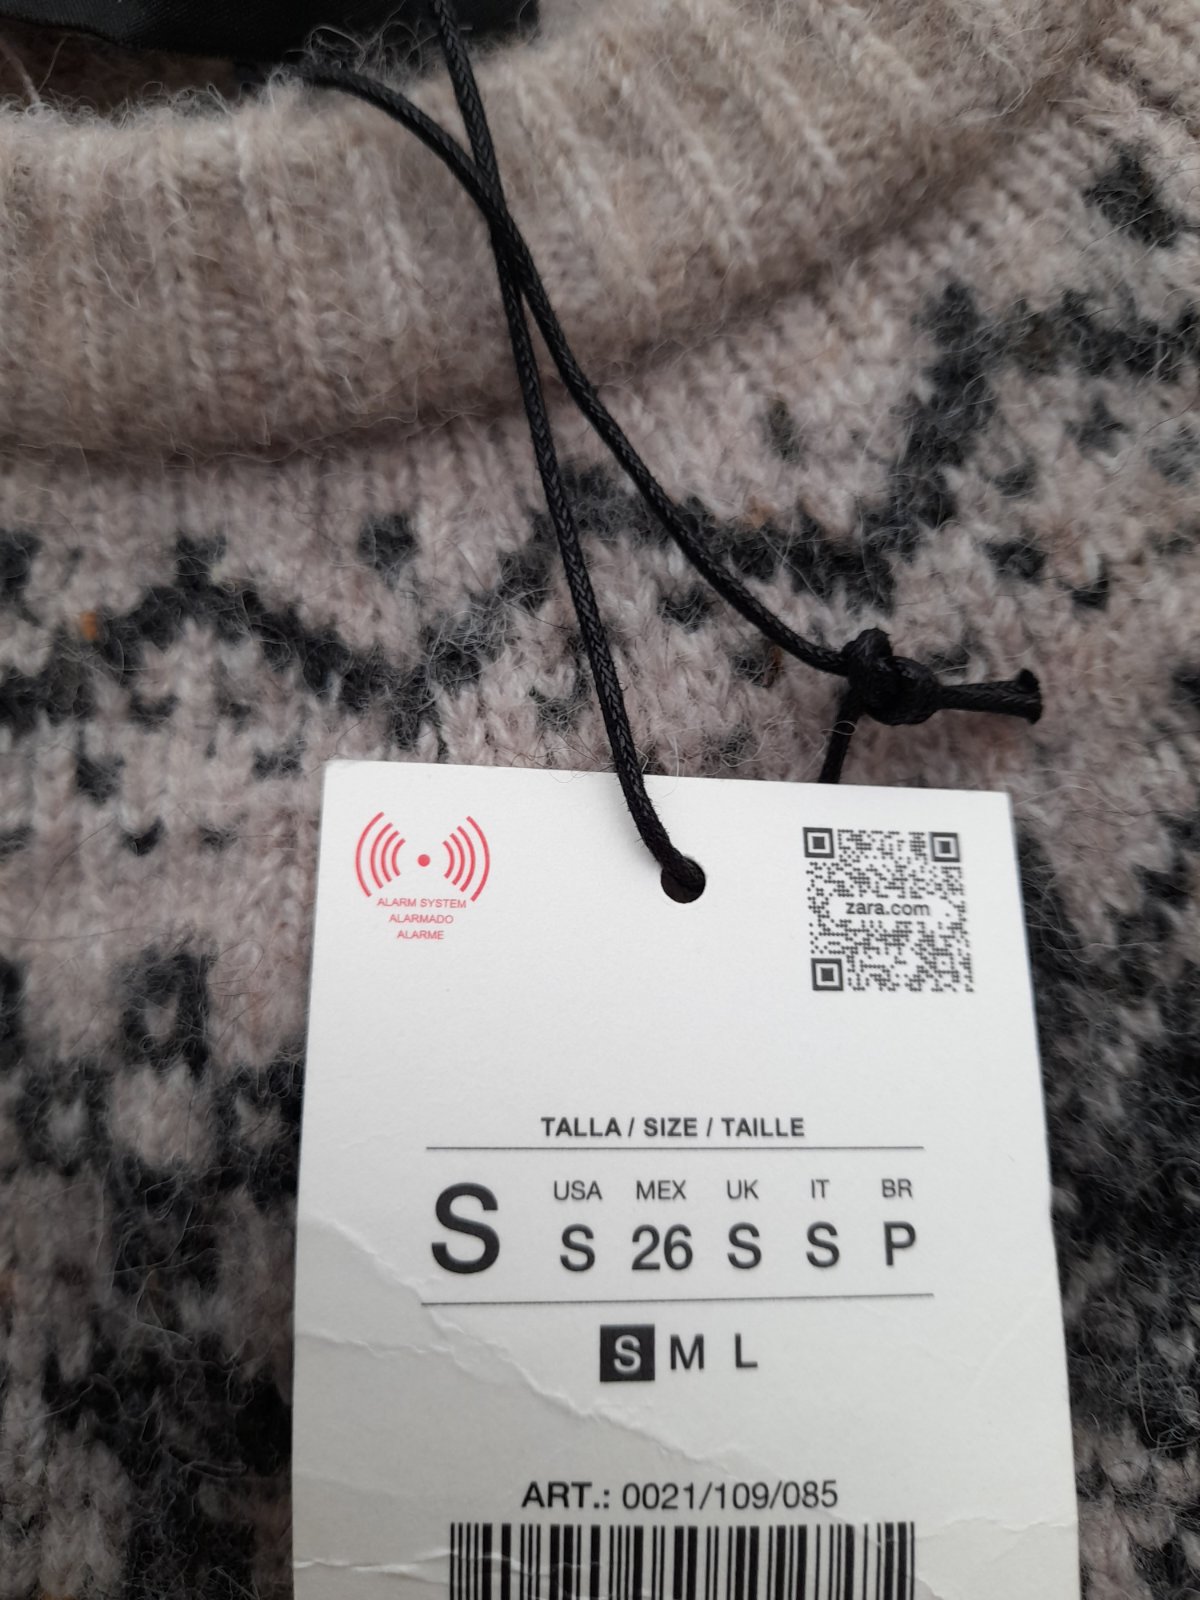 ALARM SYSTEM
ALARMADO
ALARME
zara.com
TALLA / SIZE / TAILLE
S
USA MEX UK IT BR
S 26 S S P
S M L
ART.: 0021/109/085